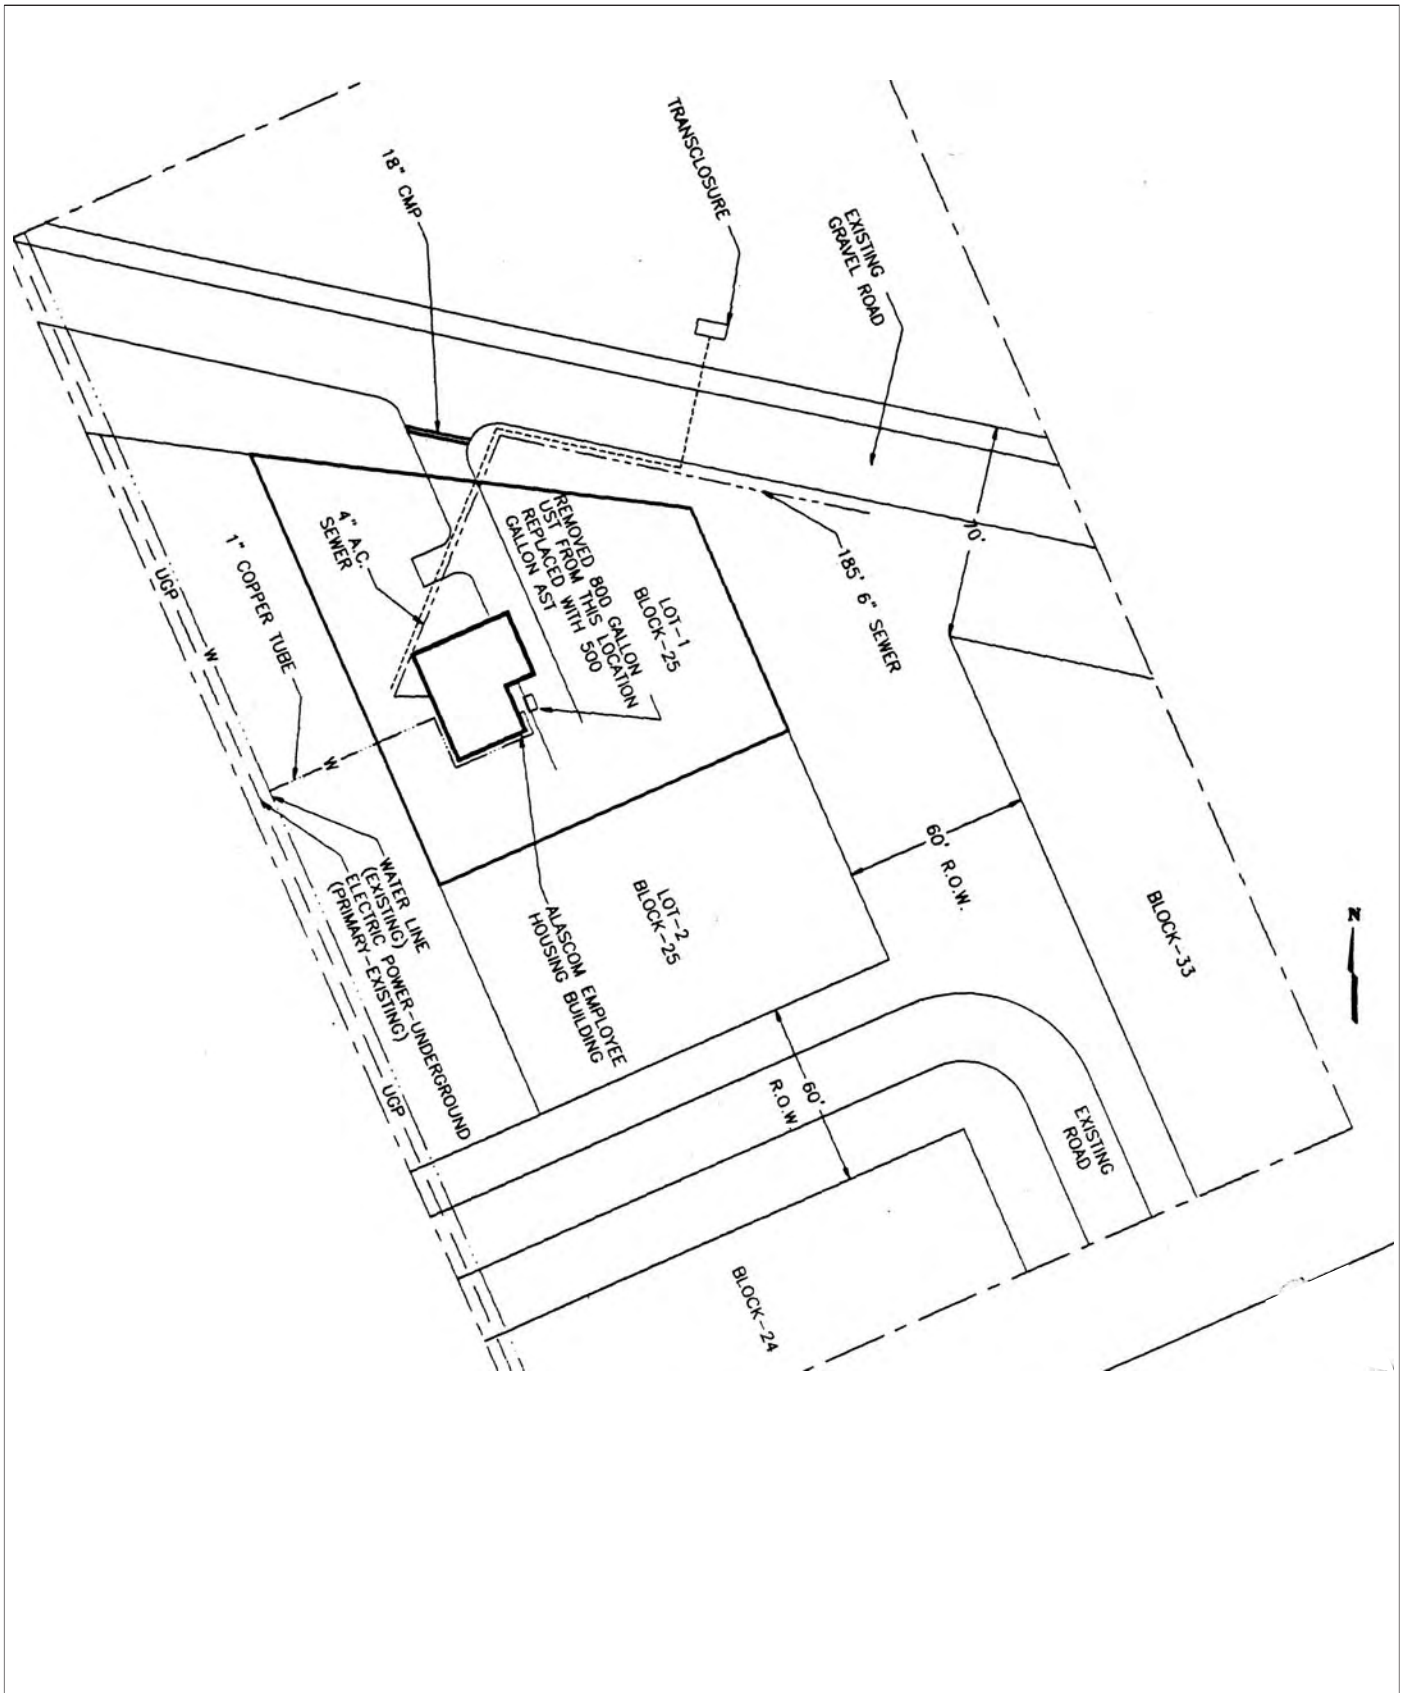 TRANSCLOSURE
18" CMP
EXISTING
GRAVEL ROAD
70'
185' 6" SEWER
REMOVED 800 GALLON
UST FROM THIS LOCATION
REPLACED WITH 500
GALLON AST
LOT-1
BLOCK-25
4" A.C.
SEWER
1" COPPER TUBE
UGP
W
W
60' R.O.W.
BLOCK-33
N
LOT-2
BLOCK-25
ALASCOM EMPLOYEE
HOUSING BUILDING
WATER LINE
(EXISTING)
ELECTRIC POWER-UNDERGROUND
(PRIMARY-EXISTING)
W
UGP
60'
R.O.W.
EXISTING
ROAD
BLOCK-24